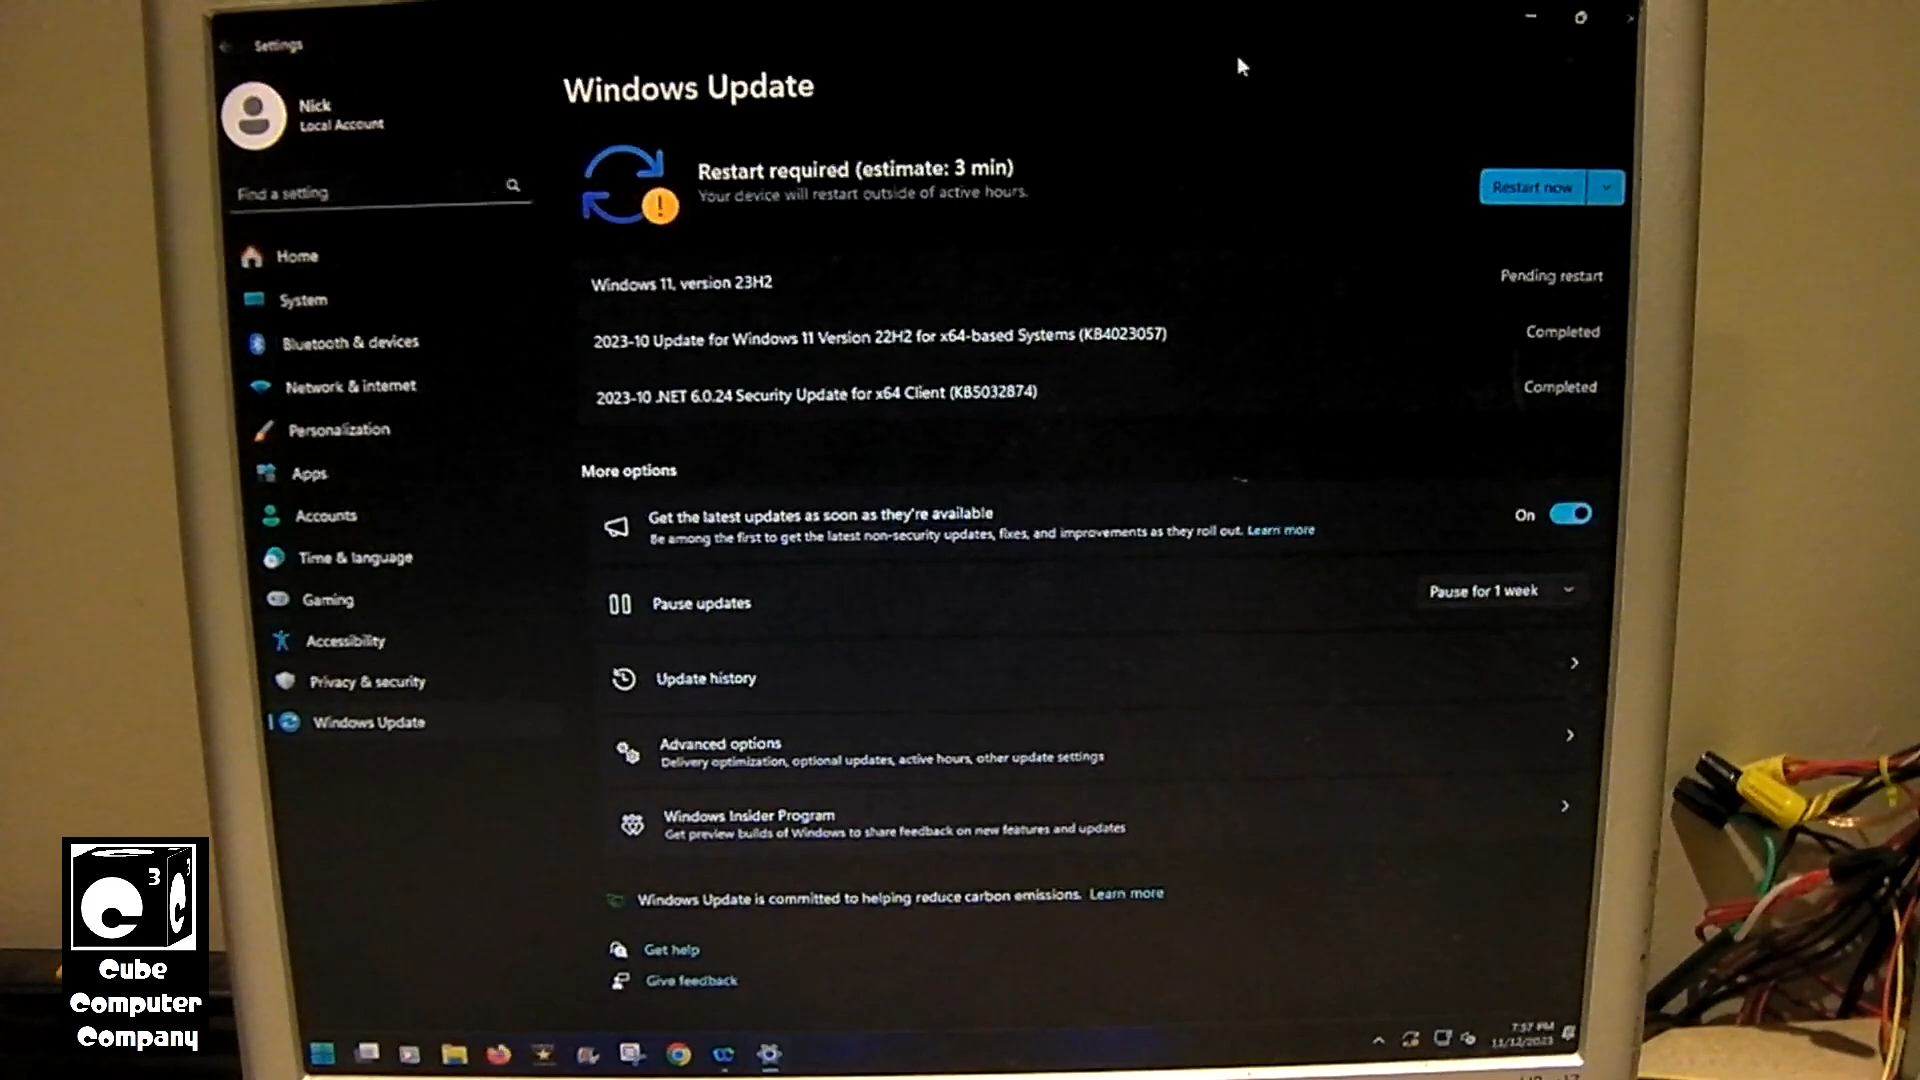 Settings
Nick
Local Account
Find a setting
Home
System
Bluetooth & devices
Network & internet
Personalization
Apps
Accounts
Time & language
Gaming
Accessibility
Privacy & security
Windows Update
Windows Update
Restart required (estimate: 3 min)
Your device will restart outside of active hours.
Restart now
Windows 11, version 23H2
Pending restart
2023-10 Update for Windows 11 Version 22H2 for x64-based Systems (KB4023057)
Completed
2023-10 .NET 6.0.24 Security Update for x64 Client (KB5032874)
Completed
More options
Get the latest updates as soon as they're available
Be among the first to get the latest non-security updates, fixes, and improvements as they roll out. Learn more
On
Pause updates
Pause for 1 week
Update history
Advanced options
Delivery optimization, optional updates, active hours, other update settings
Windows Insider Program
Get preview builds of Windows to share feedback on new features and updates
Windows Update is committed to helping reduce carbon emissions. Learn more
Get help
Give feedback
7:57 PM
11/12/2023
C 3 C 3
Cube
Computer
Company